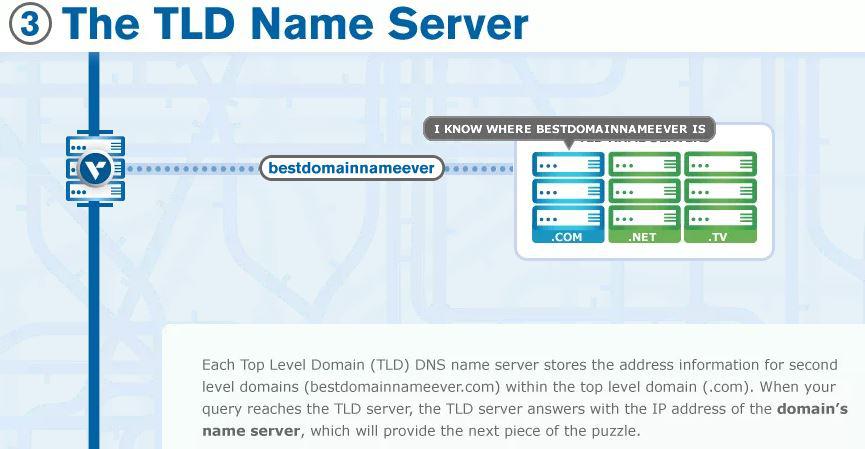 3 The TLD Name Server
I KNOW WHERE BESTDOMAINNAMEEVER IS
bestdomainnameever
.COM .NET .TV
Each Top Level Domain (TLD) DNS name server stores the address information for second
level domains (bestdomainnameever.com) within the top level domain (.com). When your
query reaches the TLD server, the TLD server answers with the IP address of the domain’s
name server, which will provide the next piece of the puzzle.